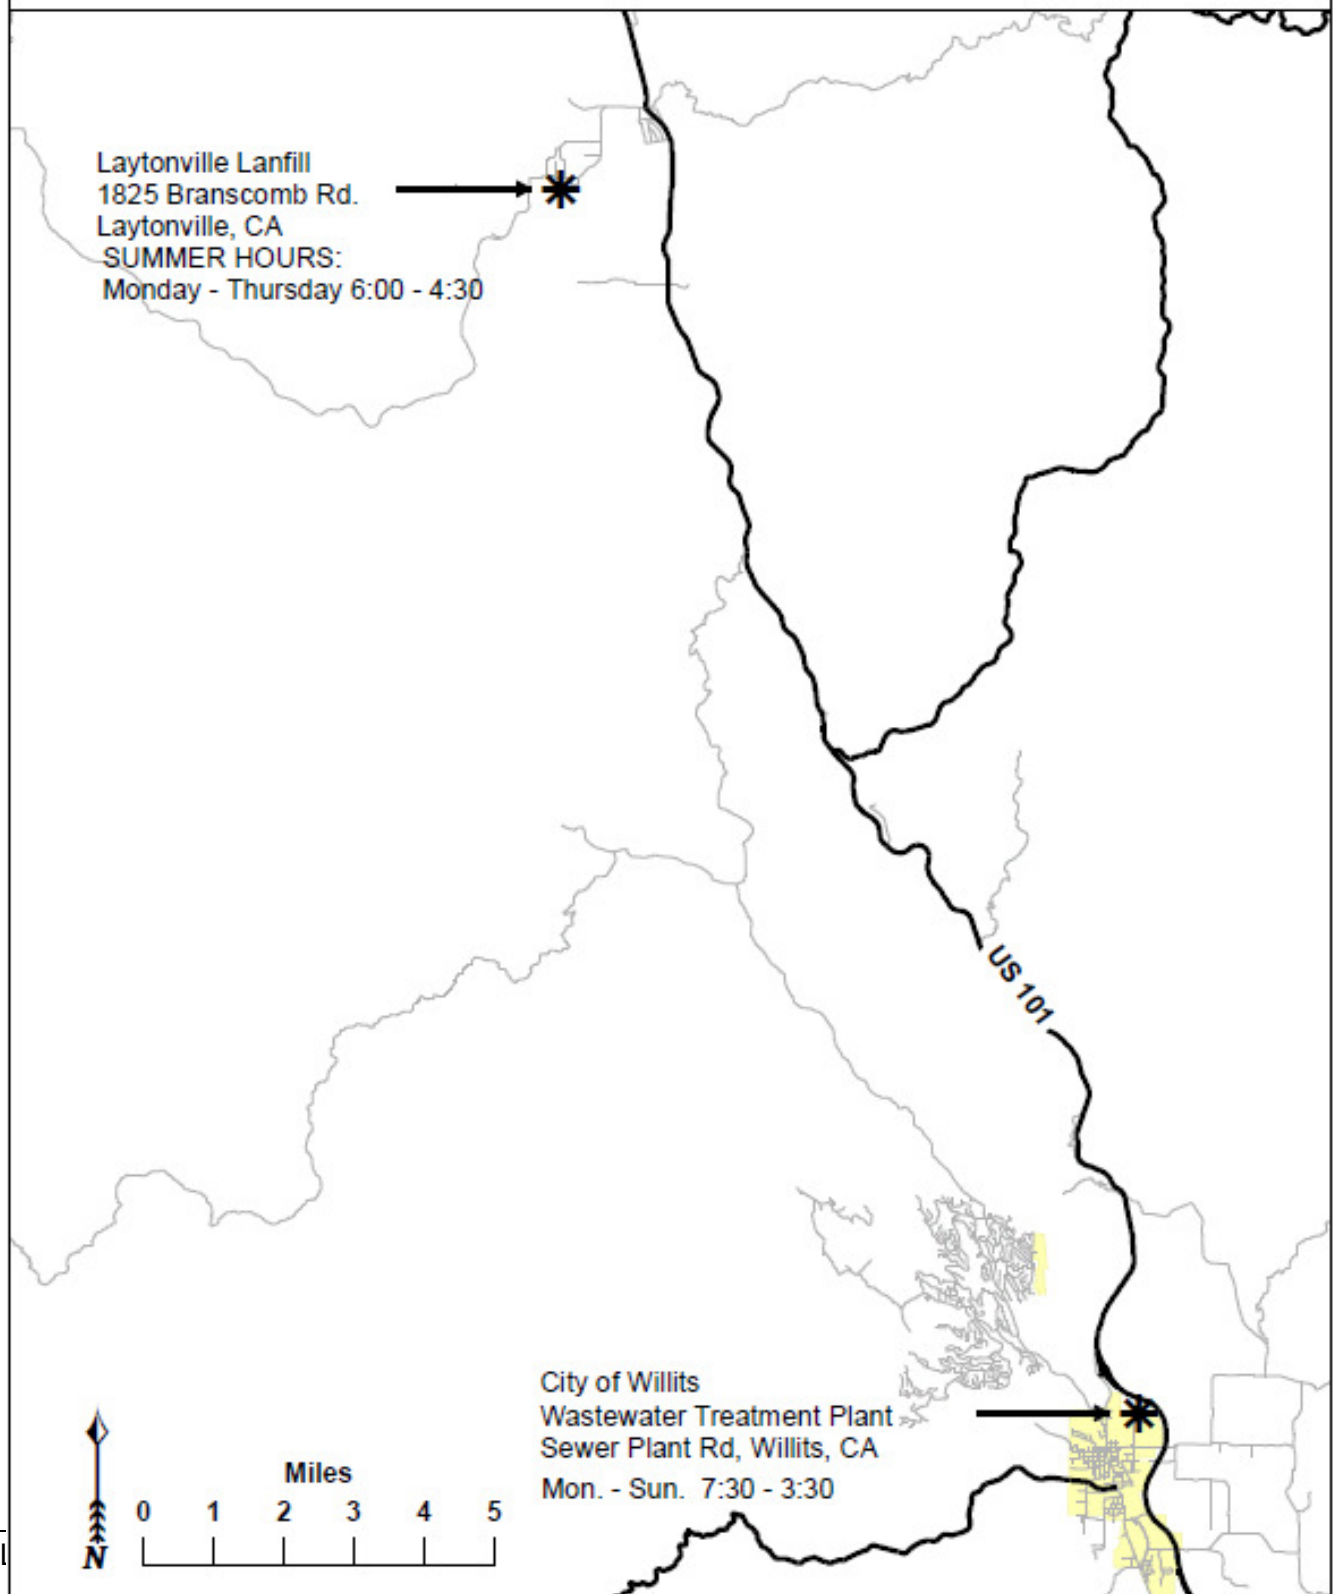 Laytonville Lanfill
1825 Branscomb Rd.
Laytonville, CA
SUMMER HOURS:
Monday - Thursday 6:00 - 4:30
US 101
City of Willits
Wastewater Treatment Plant
Sewer Plant Rd, Willits, CA
Mon. - Sun. 7:30 - 3:30
Miles
0 1 2 3 4 5
N